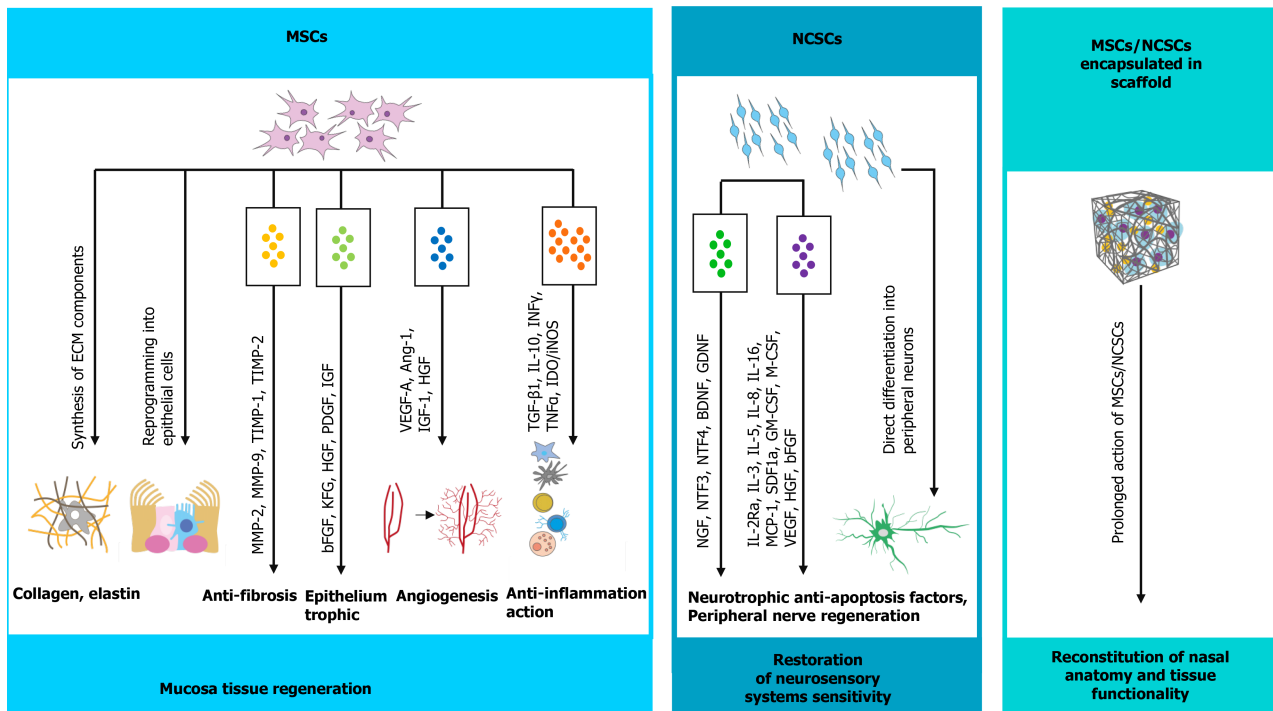 MSCs
Synthesis of ECM components
Reprogramming into
epithelial cells
MMP-2, MMP-9, TIMP-1, TIMP-2
bFGF, KFG, HGF, PDGF, IGF
VEGF-A, Ang-1,
IGF-1, HGF
TGF-β1, IL-10, INFγ,
TNFα, IDO/iNOS
Collagen, elastin
Anti-fibrosis
Epithelium
trophic
Angiogenesis
Anti-inflammation
action
Mucosa tissue regeneration
NCSCs
NGF, NTF3, NTF4, BDNF, GDNF
IL-2Ra, IL-3, IL-5, IL-8, IL-16,
MCP-1, SDF1a, GM-CSF, M-CSF,
VEGF, HGF, bFGF
Direct differentiation into
peripheral neurons
Neurotrophic anti-apoptosis factors,
Peripheral nerve regeneration
Restoration
of neurosensory
systems sensitivity
MSCs/NCSCs
encapsulated in
scaffold
Prolonged action of MSCs/NCSCs
Reconstitution of nasal
anatomy and tissue
functionality